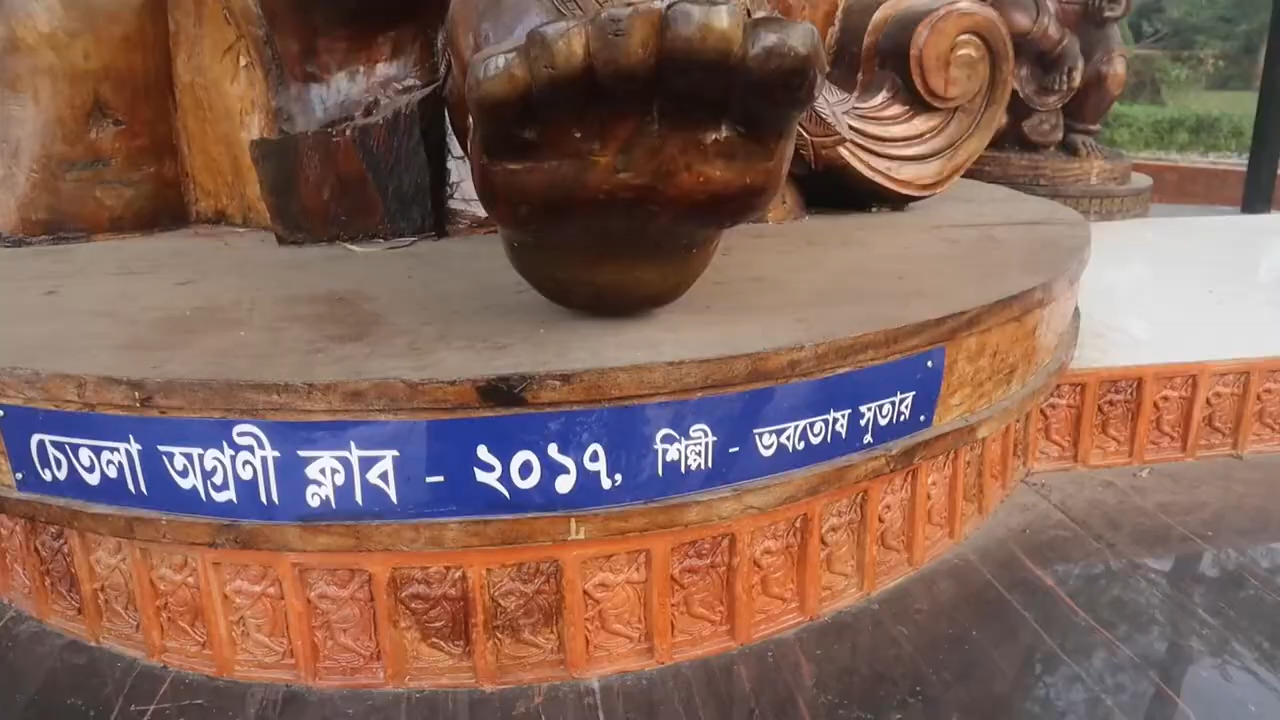 চেতলা অগ্রণী ক্লাব - ২০১৭, শিল্পী - ভবতোষ সুতার